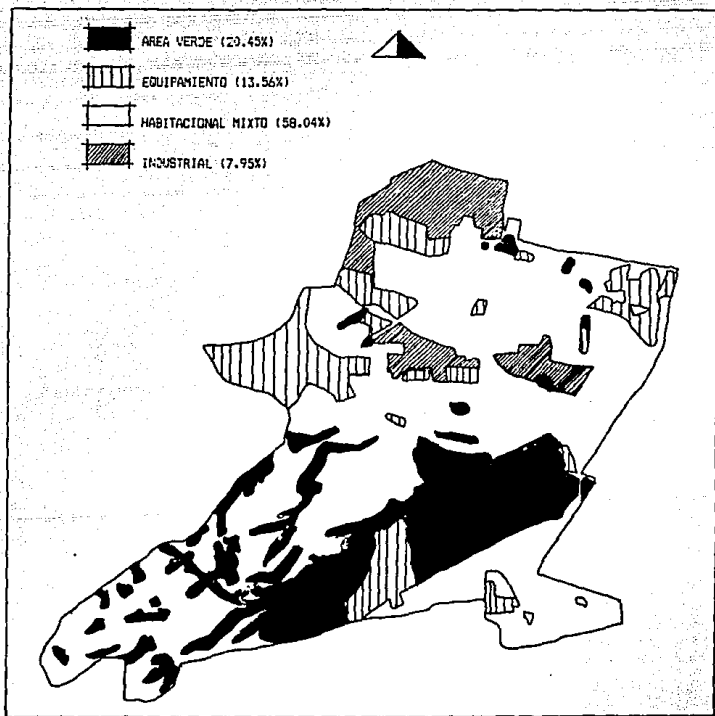 AREA VERDE (20.45%)
EQUIPAMIENTO (13.56%)
HABITACIONAL MIXTO (58.04%)
INDUSTRIAL (7.95%)